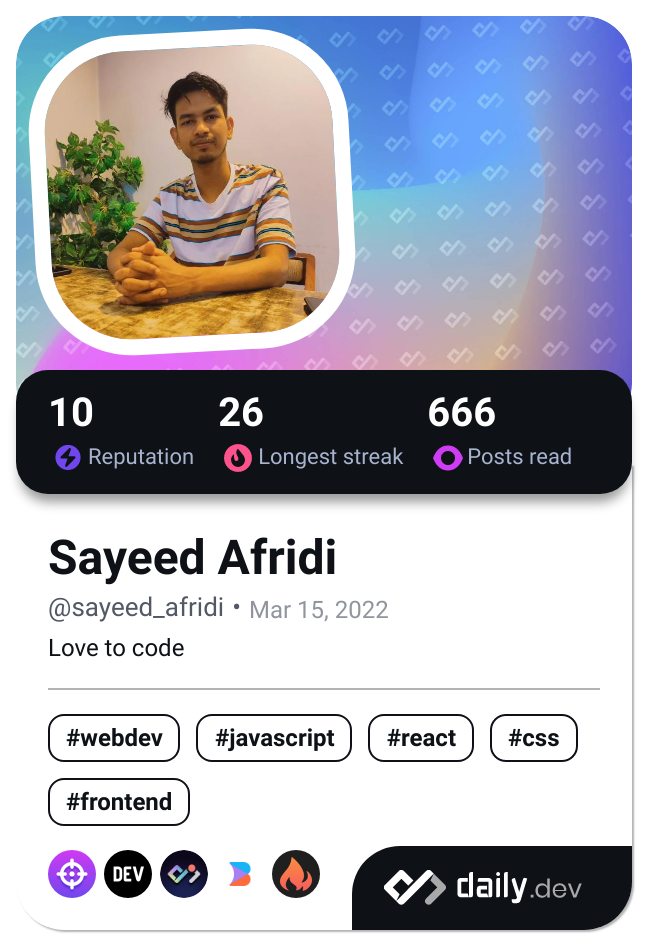 10 26 666
Reputation Longest streak Posts read
Sayeed Afridi
@sayeed_afridi • Mar 15, 2022
Love to code
#webdev #javascript #react #css
#frontend
DEV daily.dev